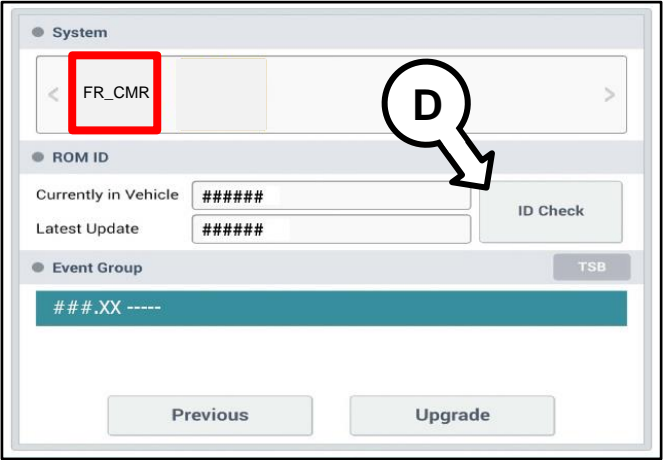 System
< FR_CMR >
D
ROM ID
Currently in Vehicle ######
ID Check
Latest Update ######
Event Group TSB
###.XX -----
Previous Upgrade